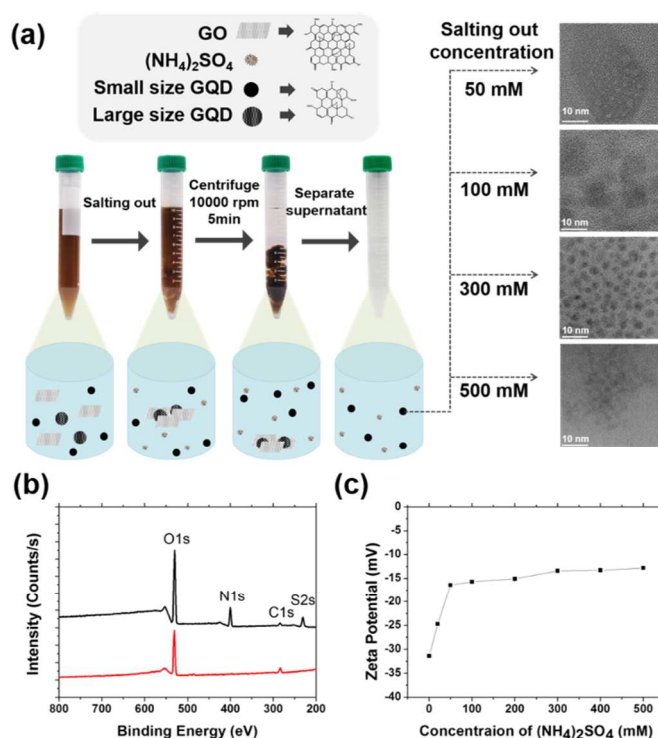 (a)
GO
(NH4)2SO4
Small size GQD
Large size GQD
Salting out
Centrifuge
10000 rpm
5min
Separate
supernatant
Salting out
concentration
50 mM
100 mM
300 mM
500 mM
10 nm
10 nm
10 nm
10 nm
(b)
Intensity (Counts/s)
O1s
N1s
C1s
S2s
800 700 600 500 400 300 200
Binding Energy (eV)
(c)
Zeta Potential (mV)
0
-5
-10
-15
-20
-25
-30
-35
-40
0 100 200 300 400 500
Concentraion of (NH4)2SO4 (mM)